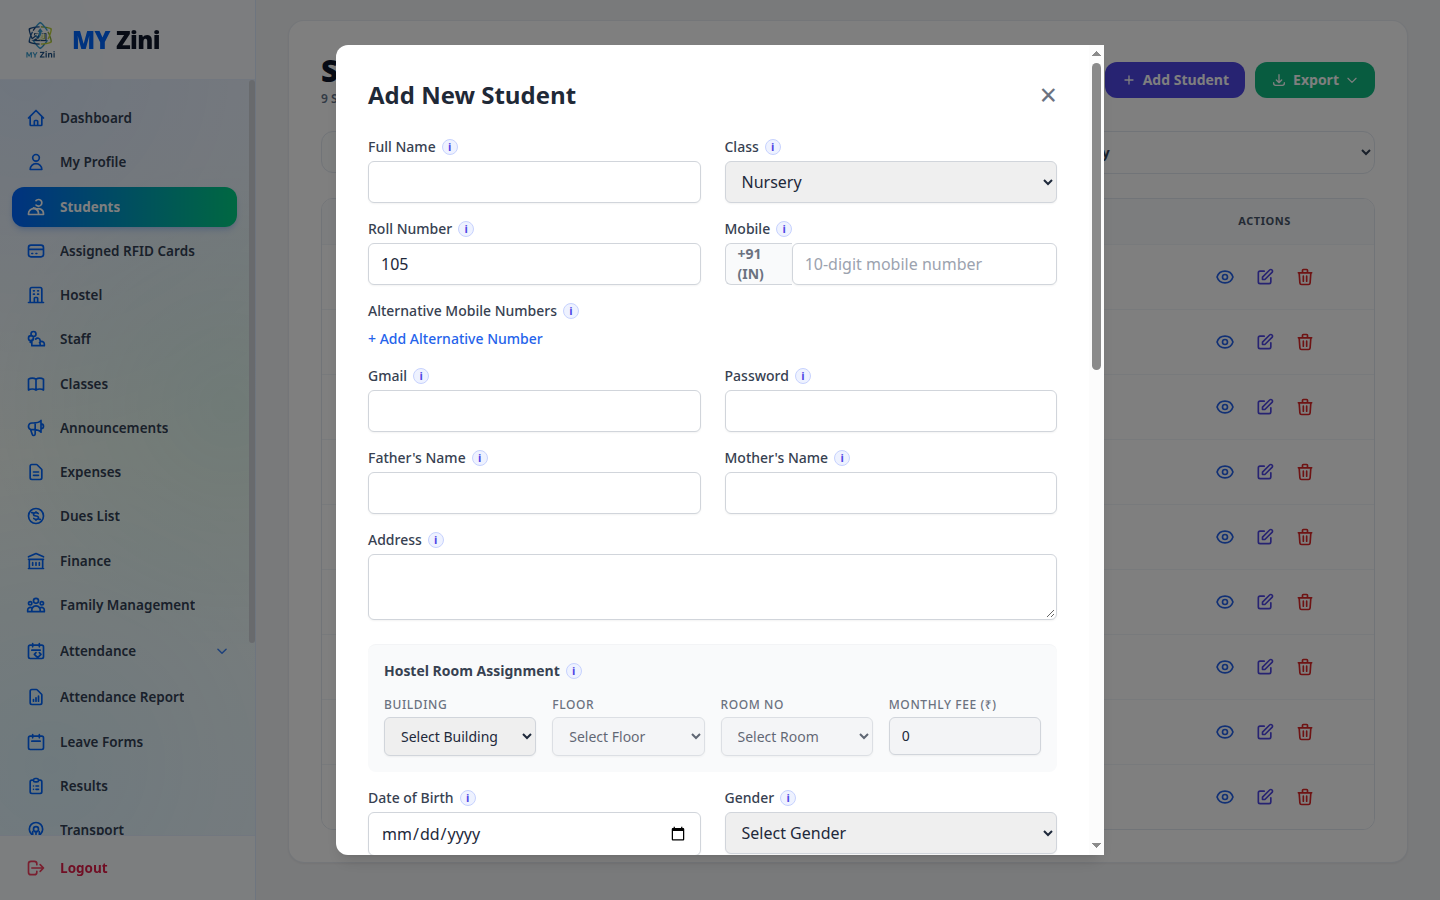 MY Zini
MY Zini
Dashboard
My Profile
Students
Assigned RFID Cards
Hostel
Staff
Classes
Announcements
Expenses
Dues List
Finance
Family Management
Attendance
Attendance Report
Leave Forms
Results
Transport
Logout
S
9 S
+ Add Student
Export
y
ACTIONS
Add New Student
Full Name i
Class i
Nursery
Roll Number i
105
Mobile i
+91 (IN)
10-digit mobile number
Alternative Mobile Numbers i
+ Add Alternative Number
Gmail i
Password i
Father's Name i
Mother's Name i
Address i
Hostel Room Assignment i
BUILDING
FLOOR
ROOM NO
MONTHLY FEE (₹)
Select Building
Select Floor
Select Room
0
Date of Birth i
Gender i
mm/dd/yyyy
Select Gender